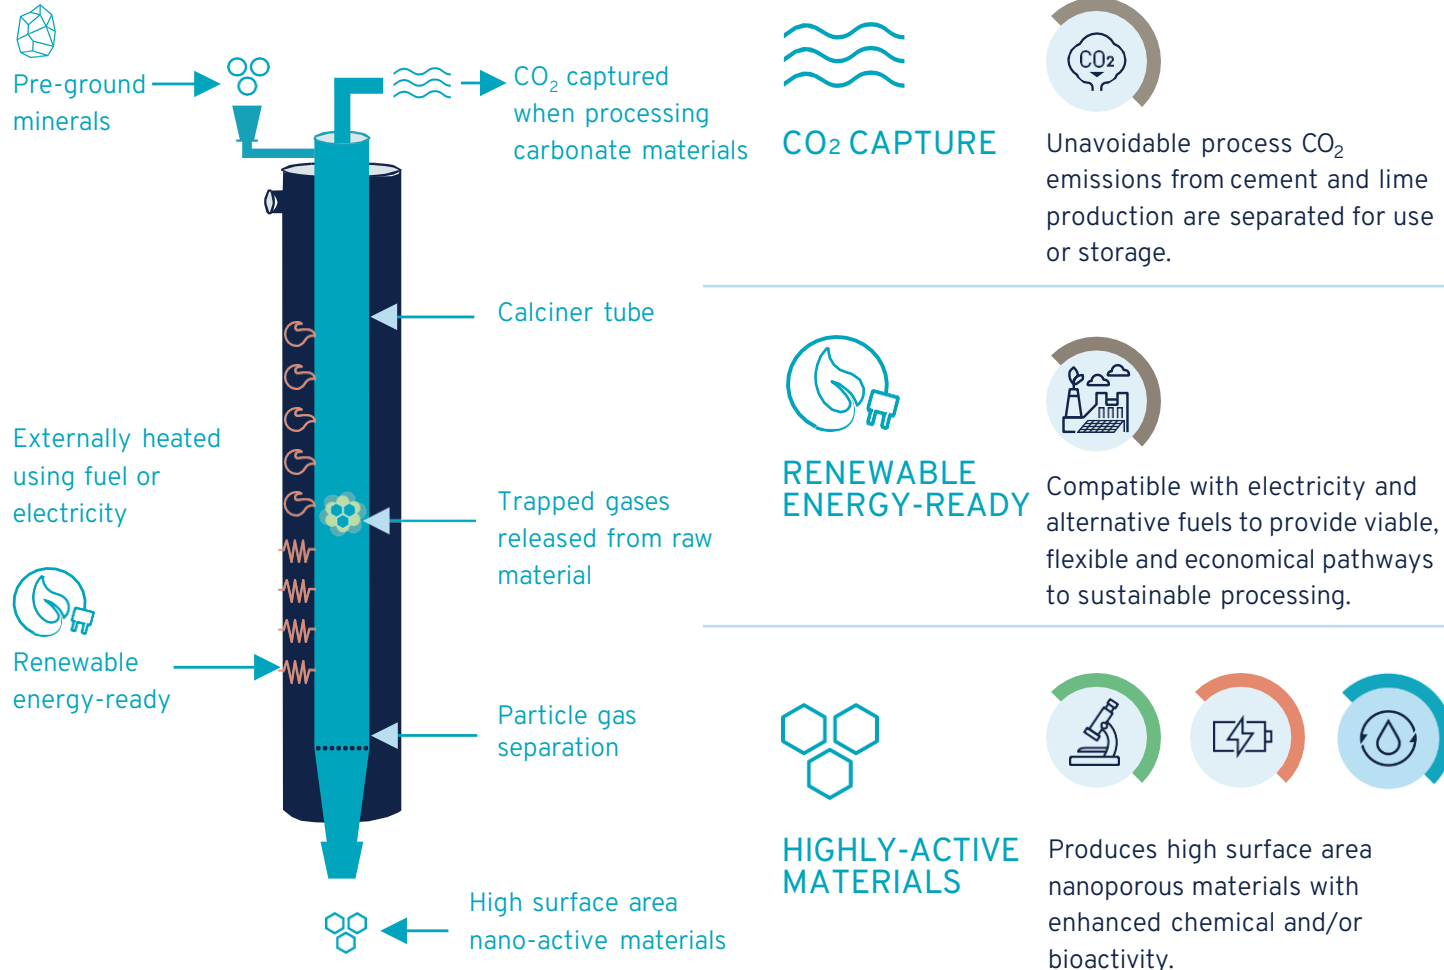 Pre-ground
minerals
CO2 captured
when processing
carbonate materials
Calciner tube
Externally heated
using fuel or
electricity
Trapped gases
released from raw
material
Renewable
energy-ready
Particle gas
separation
High surface area
nano-active materials
CO2 CAPTURE
CO2
Unavoidable process CO2
emissions from cement and lime
production are separated for use
or storage.
RENEWABLE
ENERGY-READY
Compatible with electricity and
alternative fuels to provide viable,
flexible and economical pathways
to sustainable processing.
HIGHLY-ACTIVE
MATERIALS
Produces high surface area
nanoporous materials with
enhanced chemical and/or
bioactivity.